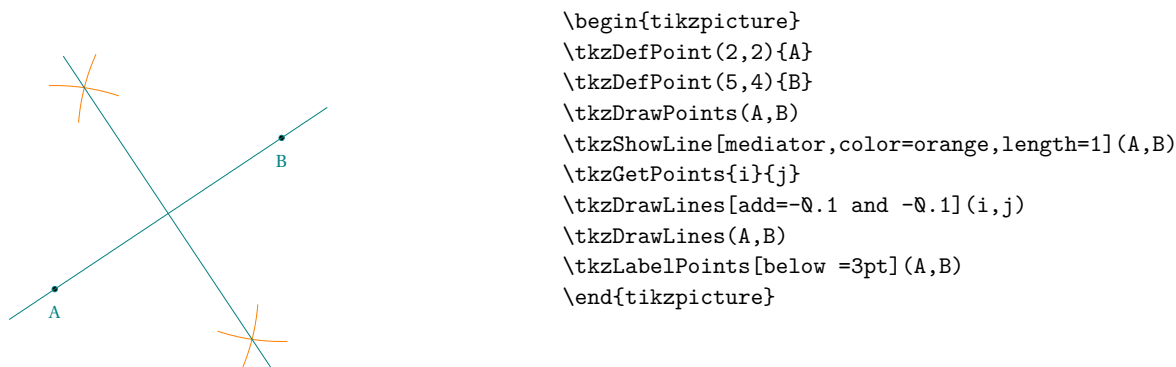 B
A
\begin{tikzpicture}
\tkzDefPoint(2,2){A}
\tkzDefPoint(5,4){B}
\tkzDrawPoints(A,B)
\tkzShowLine[mediator,color=orange,length=1](A,B)
\tkzGetPoints{i}{j}
\tkzDrawLines[add=-0.1 and -0.1](i,j)
\tkzDrawLines(A,B)
\tkzLabelPoints[below =3pt](A,B)
\end{tikzpicture}